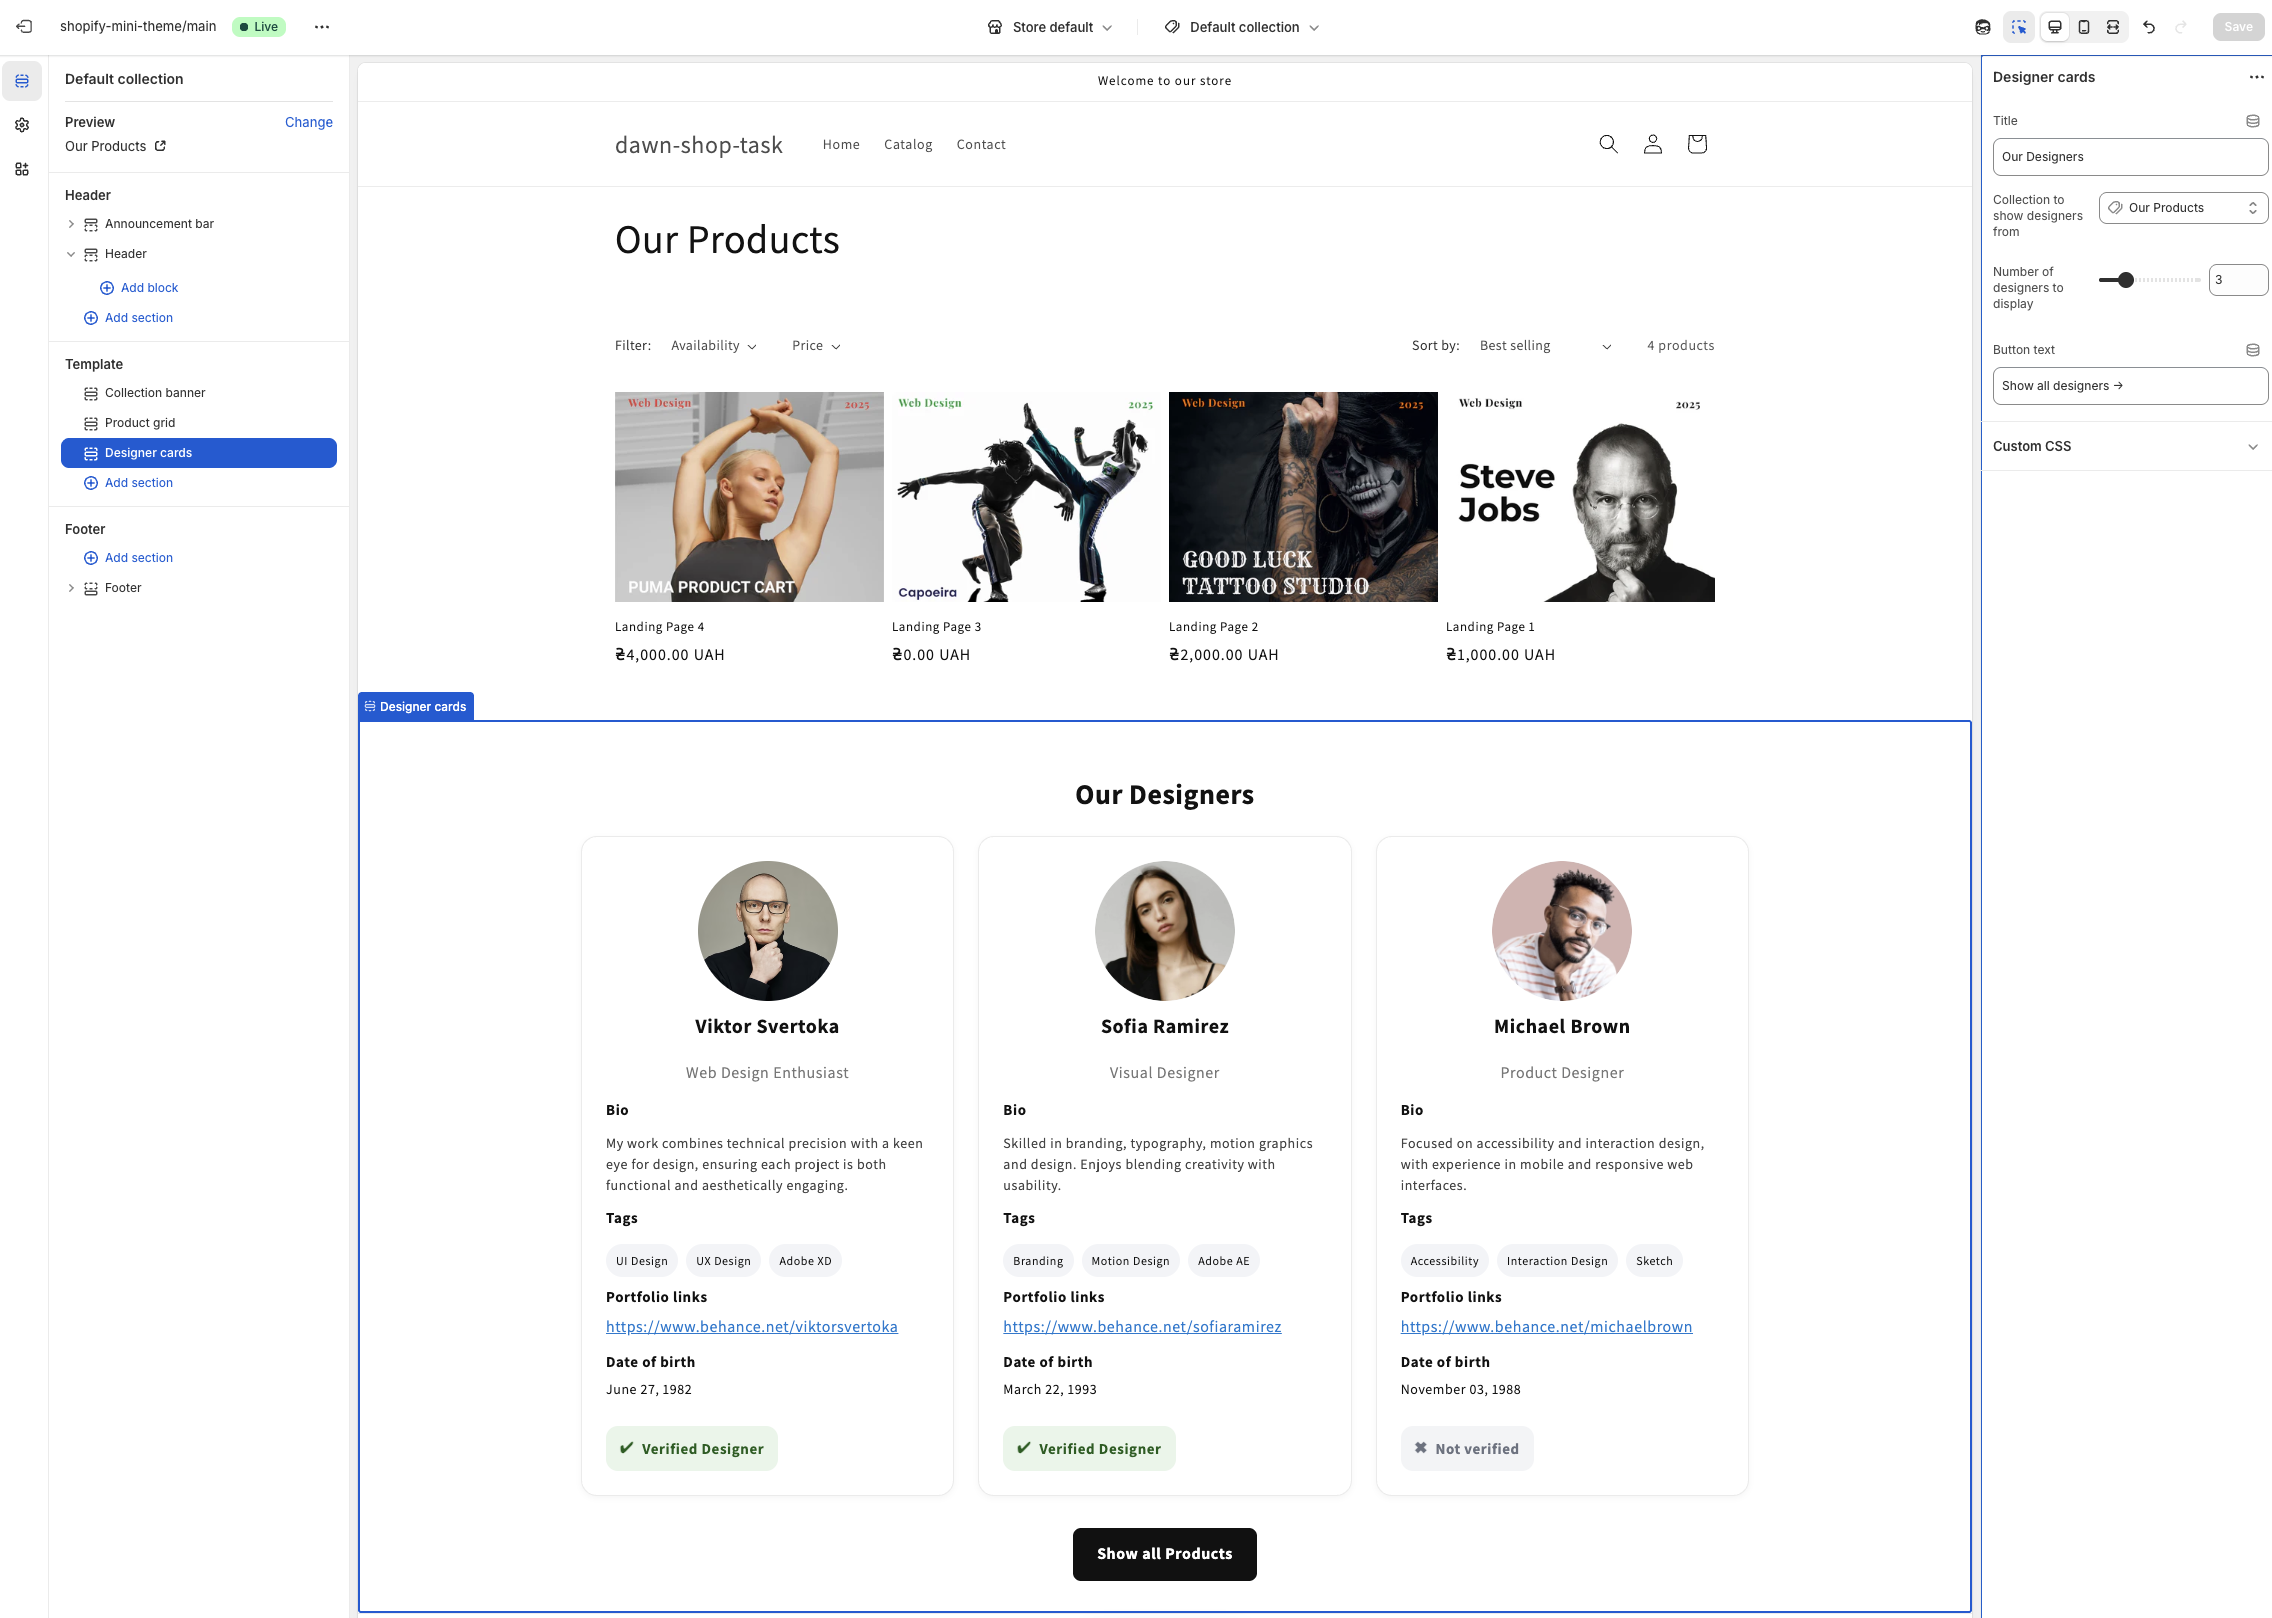 shopify-mini-theme/main
Live
Store default
Default collection
Save
Default collection
Preview
Change
Our Products
Header
Announcement bar
Header
Add block
Add section
Template
Collection banner
Product grid
Designer cards
Add section
Footer
Add section
Footer
Welcome to our store
dawn-shop-task
Home
Catalog
Contact
Our Products
Filter:
Availability
Price
Sort by:
Best selling
4 products
Web Design
2025
PUMA PRODUCT CART
Web Design
2025
Capoeira
Web Design
2025
GOOD LUCK
TATTOO STUDIO
Web Design
2025
Steve
Jobs
Landing Page 4
₴4,000.00 UAH
Landing Page 3
₴0.00 UAH
Landing Page 2
₴2,000.00 UAH
Landing Page 1
₴1,000.00 UAH
Designer cards
Our Designers
Viktor Svertoka
Web Design Enthusiast
Bio
My work combines technical precision with a keen
eye for design, ensuring each project is both
functional and aesthetically engaging.
Tags
UI Design
UX Design
Adobe XD
Portfolio links
https://www.behance.net/viktorsvertoka
Date of birth
June 27, 1982
✔ Verified Designer
Sofia Ramirez
Visual Designer
Bio
Skilled in branding, typography, motion graphics
and design. Enjoys blending creativity with
usability.
Tags
Branding
Motion Design
Adobe AE
Portfolio links
https://www.behance.net/sofiaramirez
Date of birth
March 22, 1993
✔ Verified Designer
Michael Brown
Product Designer
Bio
Focused on accessibility and interaction design,
with experience in mobile and responsive web
interfaces.
Tags
Accessibility
Interaction Design
Sketch
Portfolio links
https://www.behance.net/michaelbrown
Date of birth
November 03, 1988
✖ Not verified
Show all Products
Designer cards
Title
Our Designers
Collection to
show designers
from
Our Products
Number of
designers to
display
3
Button text
Show all designers →
Custom CSS